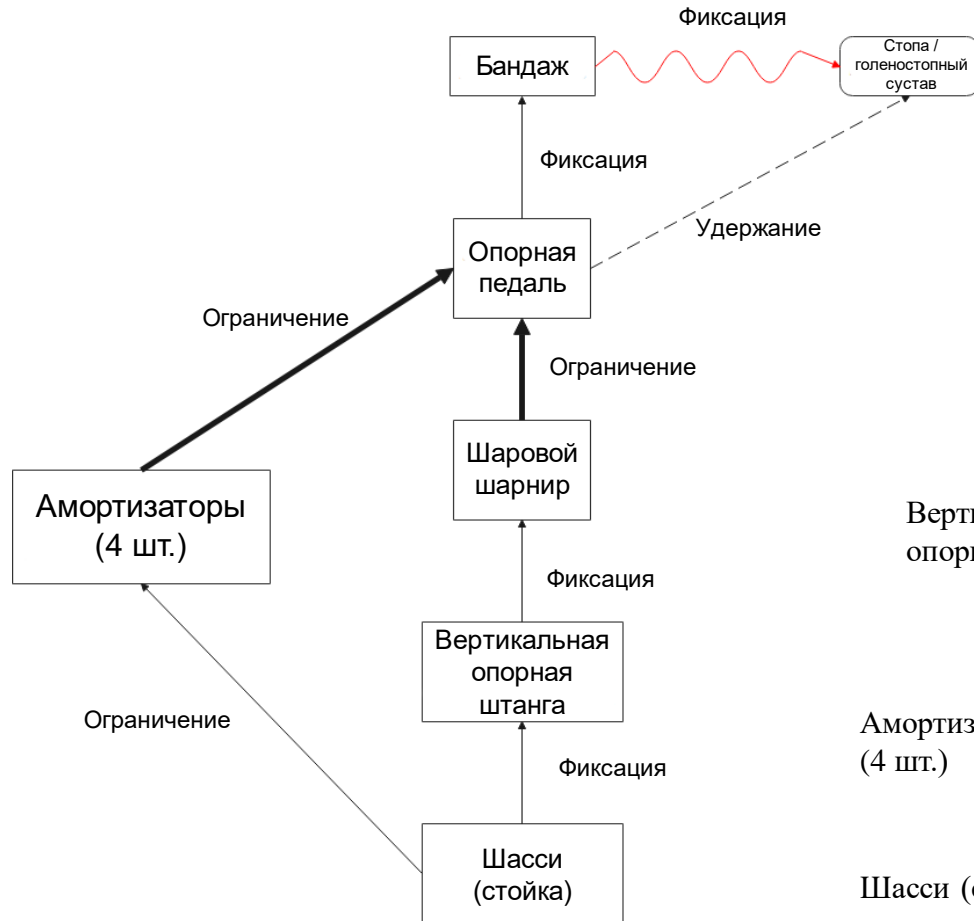 Фиксация
Бандаж
Стопа /
голеностопный
сустав
Фиксация
Удержание
Опорная
педаль
Ограничение
Ограничение
Шаровой
шарнир
Амортизаторы
(4 шт.)
Фиксация
Вертикальная
опорная
штанга
Ограничение
Фиксация
Шасси
(стойка)
(4 шт.)
Шасси